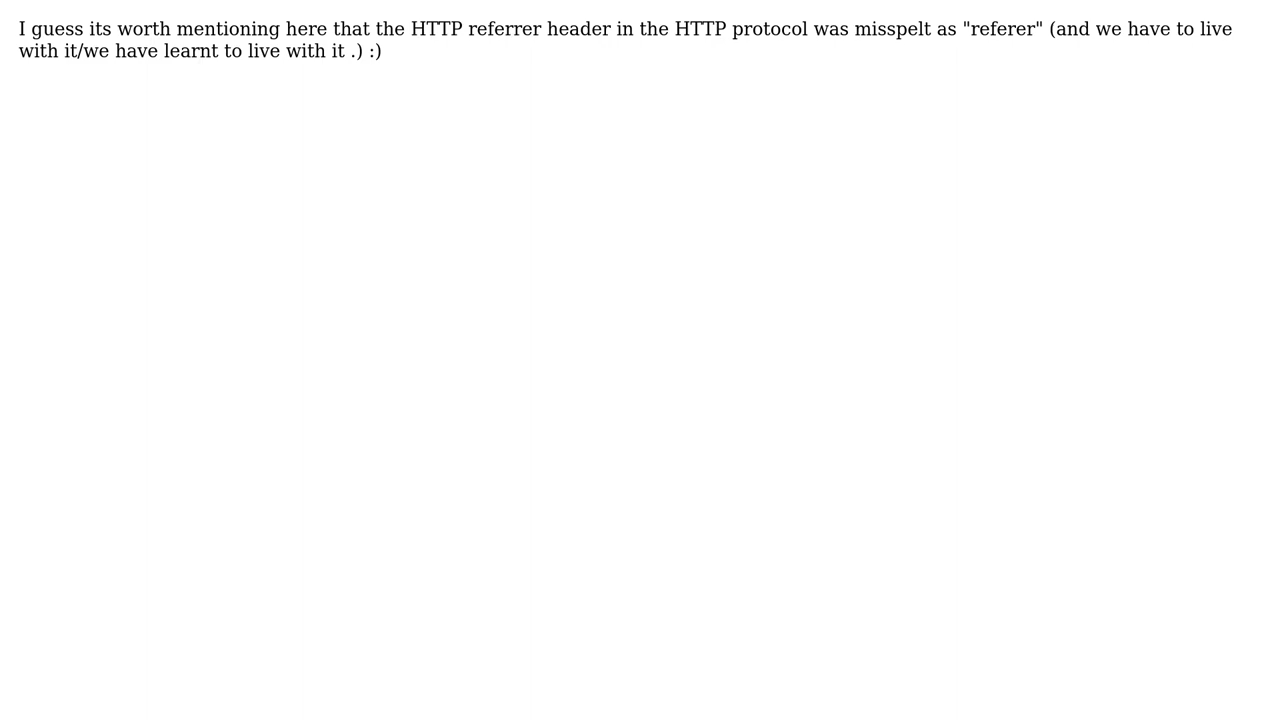 I guess its worth mentioning here that the HTTP referrer header in the HTTP protocol was misspelt as "referer" (and we have to live
with it/we have learnt to live with it .) :)